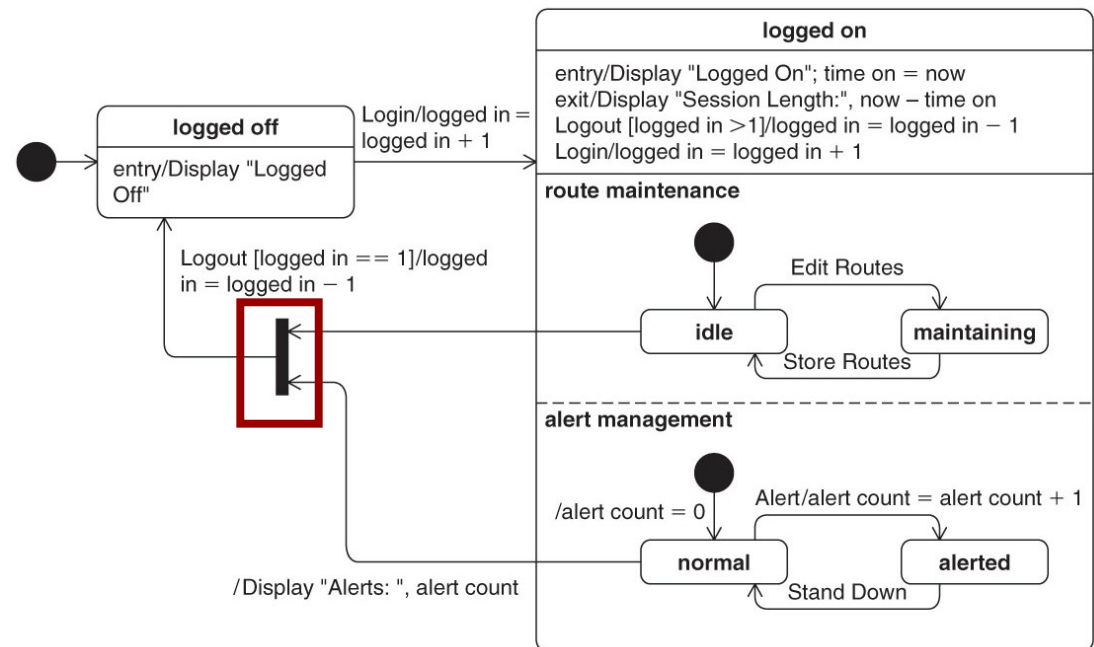 logged on
entry/Display "Logged On"; time on = now
exit/Display "Session Length:", now – time on
Logout [logged in >1]/logged in = logged in − 1
Login/logged in = logged in + 1
logged off
entry/Display "Logged
Off"
Login/logged in =
logged in + 1
Logout [logged in == 1]/logged
in = logged in − 1
route maintenance
Edit Routes
idle
maintaining
Store Routes
alert management
/alert count = 0
Alert/alert count = alert count + 1
normal
alerted
Stand Down
/Display "Alerts: ", alert count